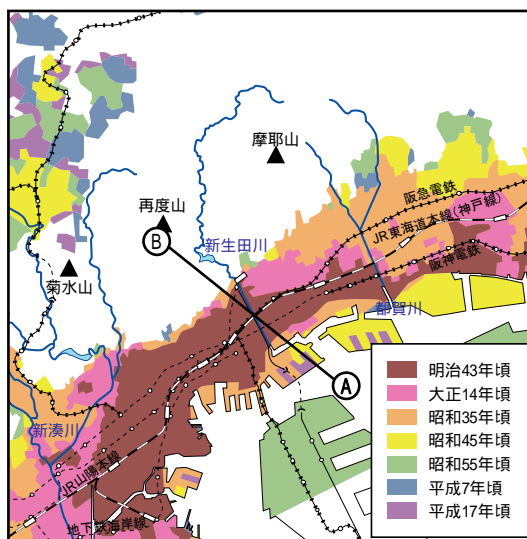 摩耶山
阪急電鉄
JR東海道本線(神戸線)
再度山
B
新生田川
阪神電鉄
菊水山
都賀川
A
新湊川
JR山陽本線
地下鉄海岸線
明治43年頃
大正14年頃
昭和35年頃
昭和45年頃
昭和55年頃
平成7年頃
平成17年頃